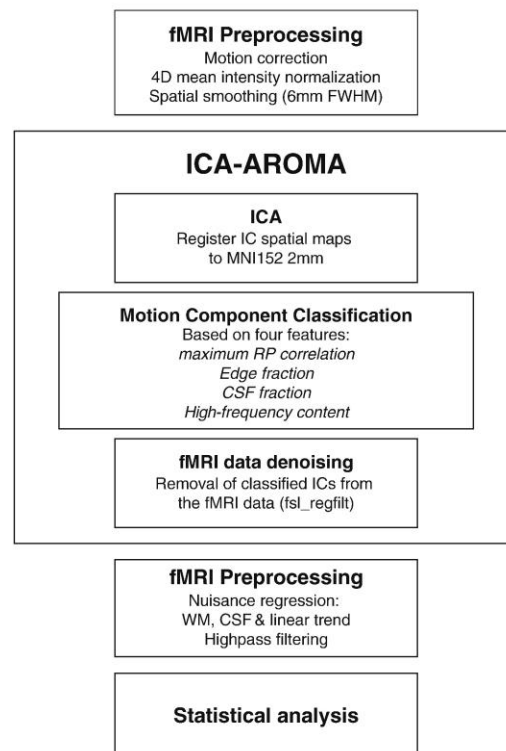 fMRI Preprocessing
Motion correction
4D mean intensity normalization
Spatial smoothing (6mm FWHM)
ICA-AROMA
ICA
Register IC spatial maps
to MNI152 2mm
Motion Component Classification
Based on four features:
maximum RP correlation
Edge fraction
CSF fraction
High-frequency content
fMRI data denoising
Removal of classified ICs from
the fMRI data (fsl_regfilt)
fMRI Preprocessing
Nuisance regression:
WM, CSF & linear trend
Highpass filtering
Statistical analysis